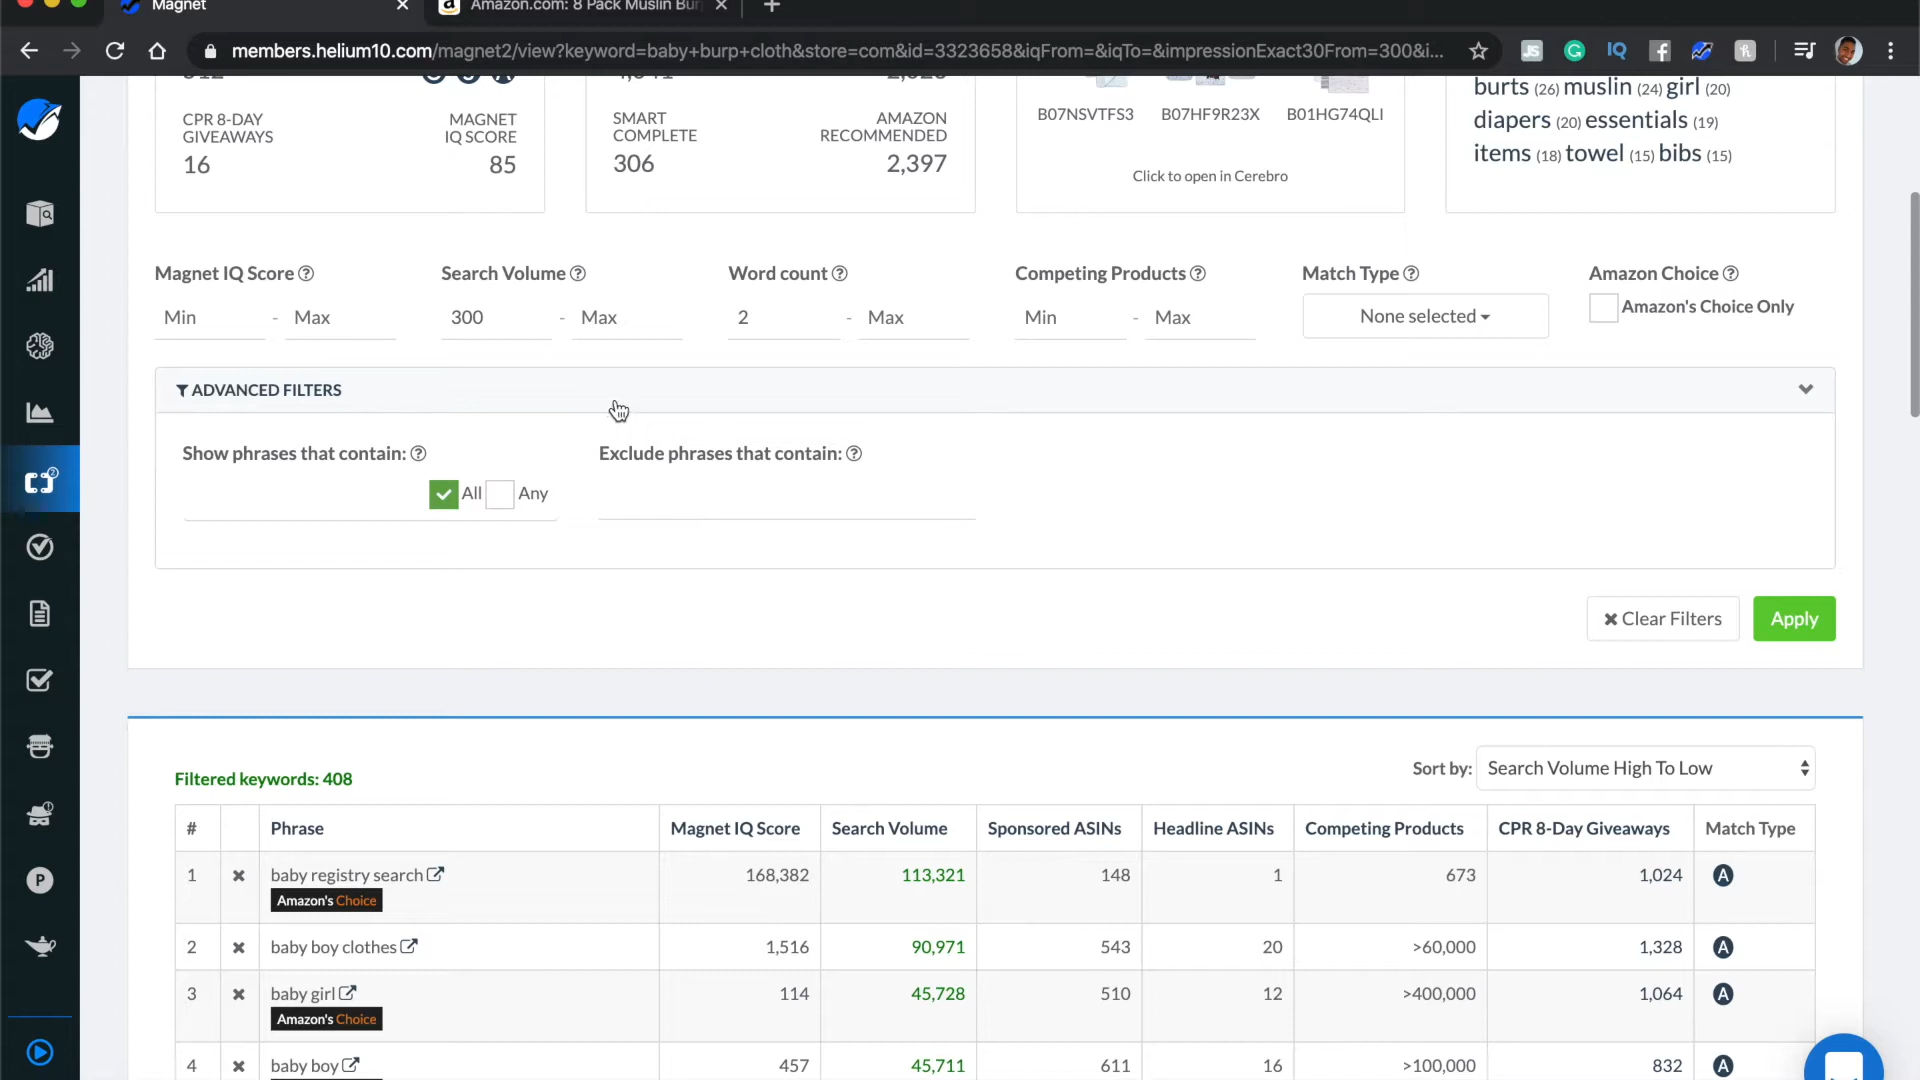 Magnet
Amazon.com: 8 Pack Muslin Bur
members.helium10.com/magnet2/view?keyword=baby+burp+cloth&store=com&id=3323658&iqFrom=&iqTo=&impressionExact30From=300&i...
CPR 8-DAY GIVEAWAYS
16
MAGNET IQ SCORE
85
SMART COMPLETE
306
AMAZON RECOMMENDED
2,397
B07NSVTFS3 B07HF9R23X B01HG74QLI
Click to open in Cerebro
burts (26) muslin (24) girl (20)
diapers (20) essentials (19)
items (18) towel (15) bibs (15)
Magnet IQ Score Search Volume Word count Competing Products Match Type Amazon Choice
Min - Max 300 - Max 2 - Max Min - Max None selected Amazon's Choice Only
ADVANCED FILTERS
Show phrases that contain: Exclude phrases that contain:
All Any
Clear Filters Apply
Filtered keywords: 408
Sort by: Search Volume High To Low
# Phrase Magnet IQ Score Search Volume Sponsored ASINs Headline ASINs Competing Products CPR 8-Day Giveaways Match Type
1 baby registry search 168,382 113,321 148 1 673 1,024 A
Amazon's Choice
2 baby boy clothes 1,516 90,971 543 20 >60,000 1,328 A
3 baby girl 114 45,728 510 12 >400,000 1,064 A
Amazon's Choice
4 baby boy 457 45,711 611 16 >100,000 832 A